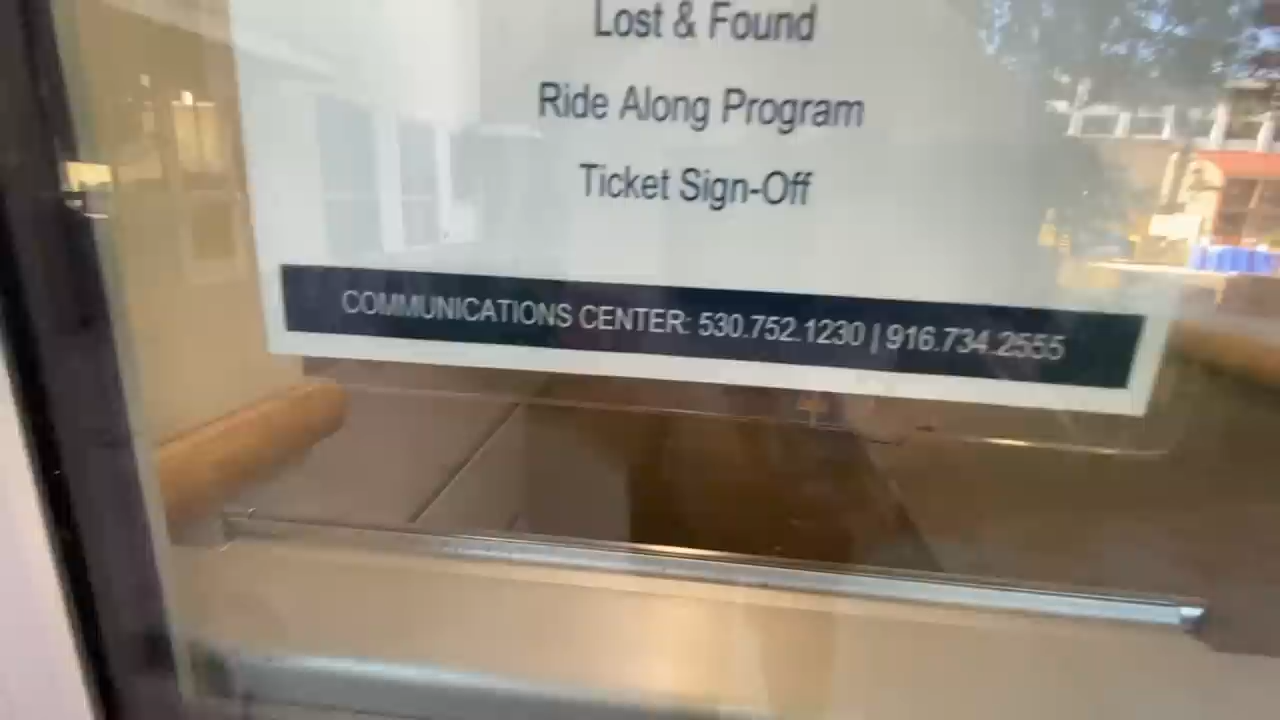 Lost & Found
Ride Along Program
Ticket Sign-Off
COMMUNICATIONS CENTER: 530.752.1230 | 916.734.2555